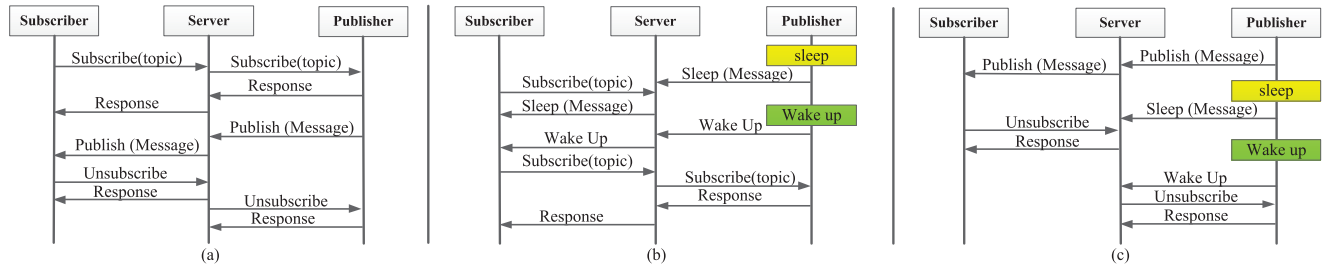 Subscriber Server Publisher
Subscribe(topic)
Subscribe(topic)
Response
Response
Publish (Message)
Publish (Message)
Unsubscribe
Response
Unsubscribe
Response
(a)
Subscriber Server Publisher
sleep
Sleep (Message)
Subscribe(topic)
Sleep (Message)
Wake up
Wake Up
Wake Up
Subscribe(topic)
Subscribe(topic)
Response
Response
(b)
Subscriber Server Publisher
Publish (Message)
Publish (Message)
sleep
Sleep (Message)
Unsubscribe
Response
Wake up
Wake Up
Unsubscribe
Response
(c)